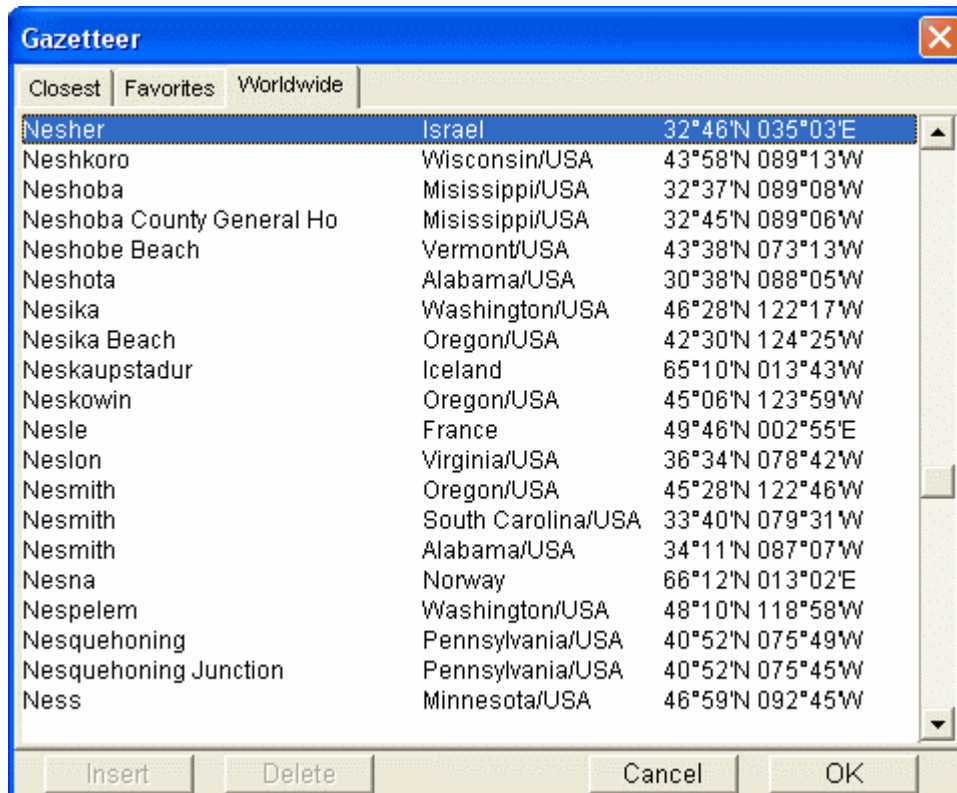 Gazetteer
Closest Favorites Worldwide
Nesher Israel 32°46'N 035°03'E
Neshkoro Wisconsin/USA 43°58'N 089°13'W
Neshoba Misissippi/USA 32°37'N 089°08'W
Neshoba County General Ho Misissippi/USA 32°45'N 089°06'W
Neshobe Beach Vermont/USA 43°38'N 073°13'W
Neshota Alabama/USA 30°38'N 088°05'W
Nesika Washington/USA 46°28'N 122°17'W
Nesika Beach Oregon/USA 42°30'N 124°25'W
Neskaupstadur Iceland 65°10'N 013°43'W
Neskowin Oregon/USA 45°06'N 123°59'W
Nesle France 49°46'N 002°55'E
Neslon Virginia/USA 36°34'N 078°42'W
Nesmith Oregon/USA 45°28'N 122°46'W
Nesmith South Carolina/USA 33°40'N 079°31'W
Nesmith Alabama/USA 34°11'N 087°07'W
Nesna Norway 66°12'N 013°02'E
Nespelem Washington/USA 48°10'N 118°58'W
Nesquehoning Pennsylvania/USA 40°52'N 075°49'W
Nesquehoning Junction Pennsylvania/USA 40°52'N 075°45'W
Ness Minnesota/USA 46°59'N 092°45'W
Insert Delete Cancel OK